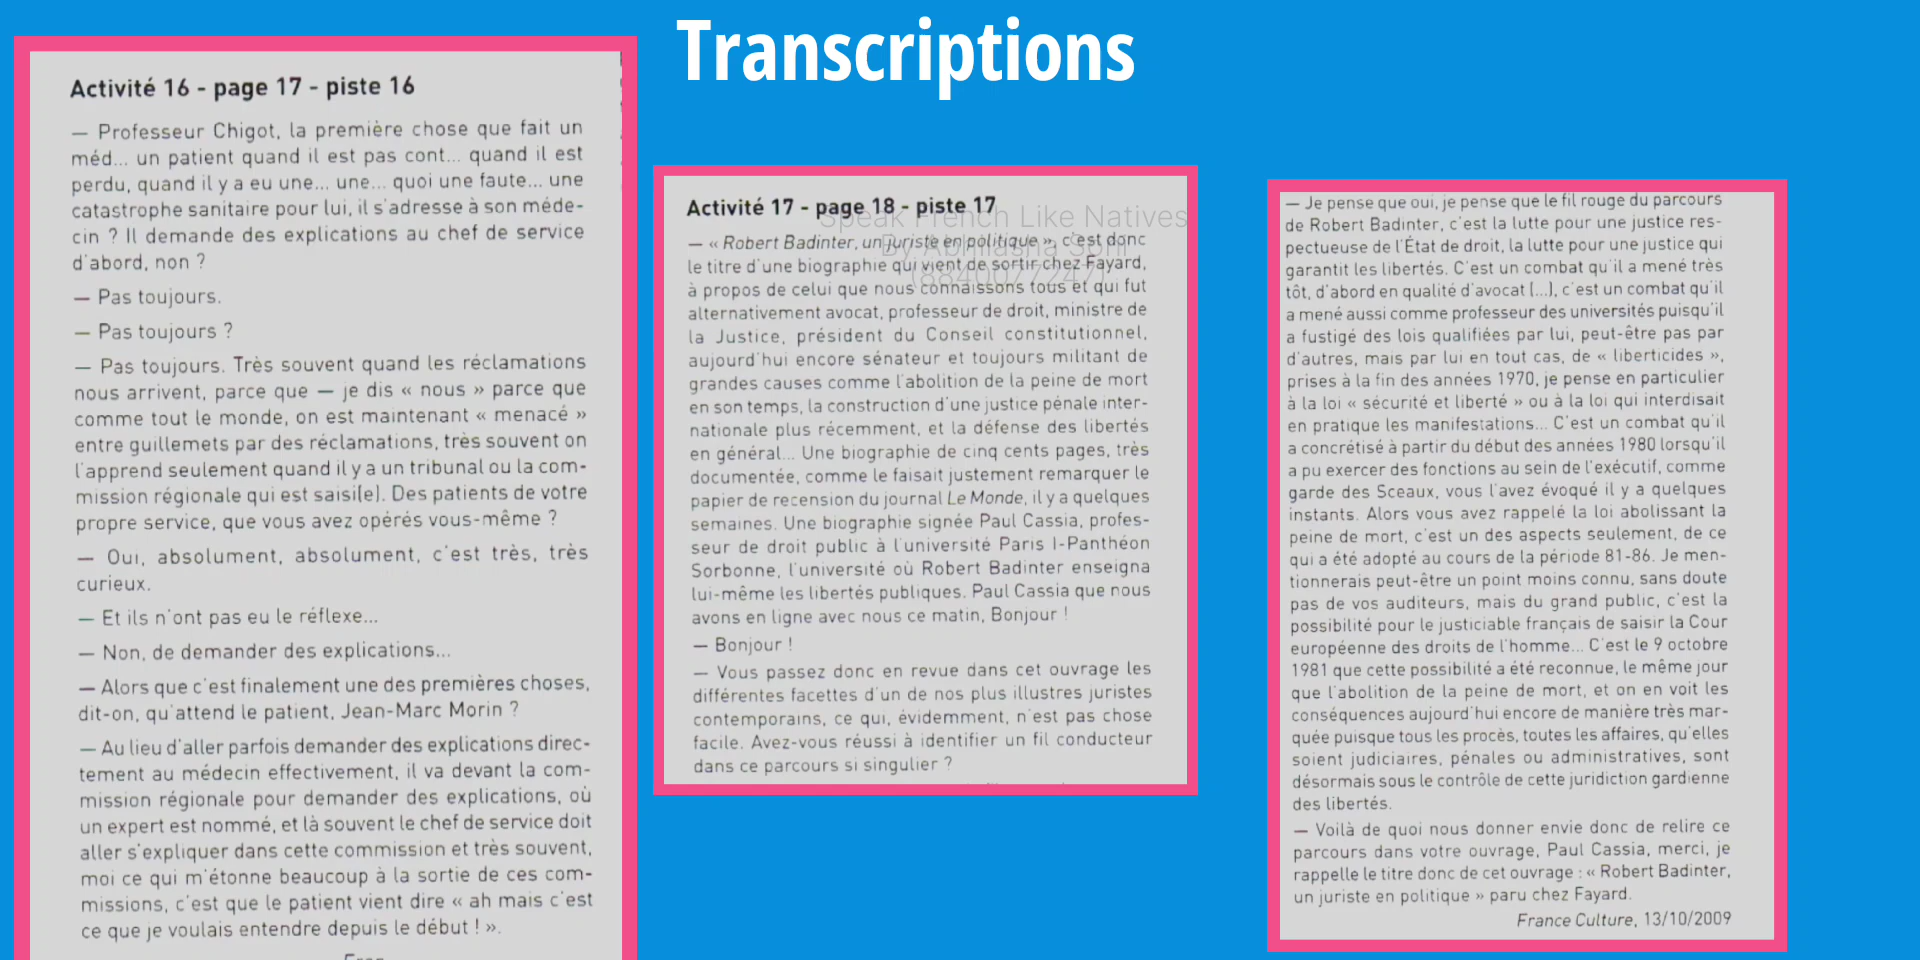 Transcriptions
Activité 16 - page 17 - piste 16
— Professeur Chigot, la première chose que fait un
méd... un patient quand il est pas cont... quand il est
perdu, quand il y a eu une... une... quoi une faute... une
catastrophe sanitaire pour lui, il s'adresse à son méde-
cin ? Il demande des explications au chef de service
d'abord, non ?
— Pas toujours.
— Pas toujours ?
— Pas toujours. Très souvent quand les réclamations
nous arrivent, parce que — je dis « nous » parce que
comme tout le monde, on est maintenant « menacé »
entre guillemets par des réclamations, très souvent on
l'apprend seulement quand il y a un tribunal ou la com-
mission régionale qui est saisi(e). Des patients de votre
propre service, que vous avez opérés vous-même ?
— Oui, absolument, absolument, c'est très, très
curieux.
— Et ils n'ont pas eu le réflexe...
— Non, de demander des explications...
— Alors que c'est finalement une des premières choses,
dit-on, qu'attend le patient, Jean-Marc Morin ?
— Au lieu d'aller parfois demander des explications direc-
tement au médecin effectivement, il va devant la com-
mission régionale pour demander des explications, où
un expert est nommé, et là souvent le chef de service doit
aller s'expliquer dans cette commission et très souvent,
moi ce qui m'étonne beaucoup à la sortie de ces com-
missions, c'est que le patient vient dire « ah mais c'est
ce que je voulais entendre depuis le début ! ».
Activité 17 - page 18 - piste 17
Speak French Like Natives
By Abhilasha Soni
(8840077247)
— « Robert Badinter, un juriste en politique », c'est donc
le titre d'une biographie qui vient de sortir chez Fayard,
à propos de celui que nous connaissons tous et qui fut
alternativement avocat, professeur de droit, ministre de
la Justice, président du Conseil constitutionnel,
aujourd'hui encore sénateur et toujours militant de
grandes causes comme l'abolition de la peine de mort
en son temps, la construction d'une justice pénale inter-
nationale plus récemment, et la défense des libertés
en général... Une biographie de cinq cents pages, très
documentée, comme le faisait justement remarquer le
papier de recension du journal Le Monde, il y a quelques
semaines. Une biographie signée Paul Cassia, profes-
seur de droit public à l'université Paris I-Panthéon
Sorbonne, l'université où Robert Badinter enseigna
lui-même les libertés publiques. Paul Cassia que nous
avons en ligne avec nous ce matin, Bonjour !
— Bonjour !
— Vous passez donc en revue dans cet ouvrage les
différentes facettes d'un de nos plus illustres juristes
contemporains, ce qui, évidemment, n'est pas chose
facile. Avez-vous réussi à identifier un fil conducteur
dans ce parcours si singulier ?
— Je pense que oui, je pense que le fil rouge du parcours
de Robert Badinter, c'est la lutte pour une justice res-
pectueuse de l'État de droit, la lutte pour une justice qui
garantit les libertés. C'est un combat qu'il a mené très
tôt, d'abord en qualité d'avocat (...), c'est un combat qu'il
a mené aussi comme professeur des universités puisqu'il
a fustigé des lois qualifiées par lui, peut-être pas par
d'autres, mais par lui en tout cas, de « liberticides »,
prises à la fin des années 1970, je pense en particulier
à la loi « sécurité et liberté » ou à la loi qui interdisait
en pratique les manifestations... C'est un combat qu'il
a concrétisé à partir du début des années 1980 lorsqu'il
a pu exercer des fonctions au sein de l'exécutif, comme
garde des Sceaux, vous l'avez évoqué il y a quelques
instants. Alors vous avez rappelé la loi abolissant la
peine de mort, c'est un des aspects seulement, de ce
qui a été adopté au cours de la période 81-86. Je men-
tionnerais peut-être un point moins connu, sans doute
pas de vos auditeurs, mais du grand public, c'est la
possibilité pour le justiciable français de saisir la Cour
européenne des droits de l'homme... C'est le 9 octobre
1981 que cette possibilité a été reconnue, le même jour
que l'abolition de la peine de mort, et on en voit les
conséquences aujourd'hui encore de manière très mar-
quée puisque tous les procès, toutes les affaires, qu'elles
soient judiciaires, pénales ou administratives, sont
désormais sous le contrôle de cette juridiction gardienne
des libertés.
— Voilà de quoi nous donner envie donc de relire ce
parcours dans votre ouvrage, Paul Cassia, merci, je
rappelle le titre donc de cet ouvrage : « Robert Badinter,
un juriste en politique » paru chez Fayard.
France Culture, 13/10/2009